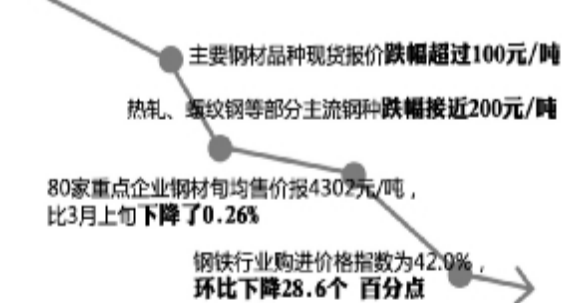 主要钢材品种现货报价跌幅超过100元/吨
热轧、螺纹钢等部分主流钢种跌幅接近200元/吨
80家重点企业钢材旬均售价报4302元/吨，
比3月上旬下降了0.26%
钢铁行业购进价格指数为42.0%，
环比下降28.6个 百分点